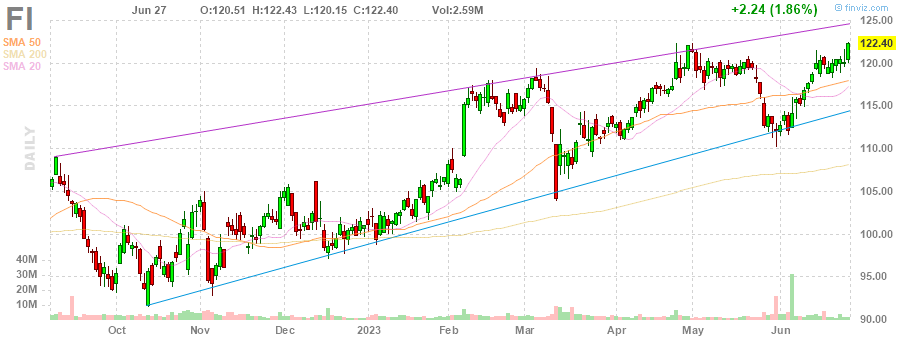 FI
Jun 27 O:120.51 H:122.43 L:120.15 C:122.40 Vol:2.59M +2.24 (1.86%)
© finviz.com
SMA 50
SMA 200
SMA 20
DAILY
125.00
122.40
120.00
115.00
110.00
105.00
100.00
95.00
90.00
40M
30M
20M
10M
Oct Nov Dec 2023 Feb Mar Apr May Jun